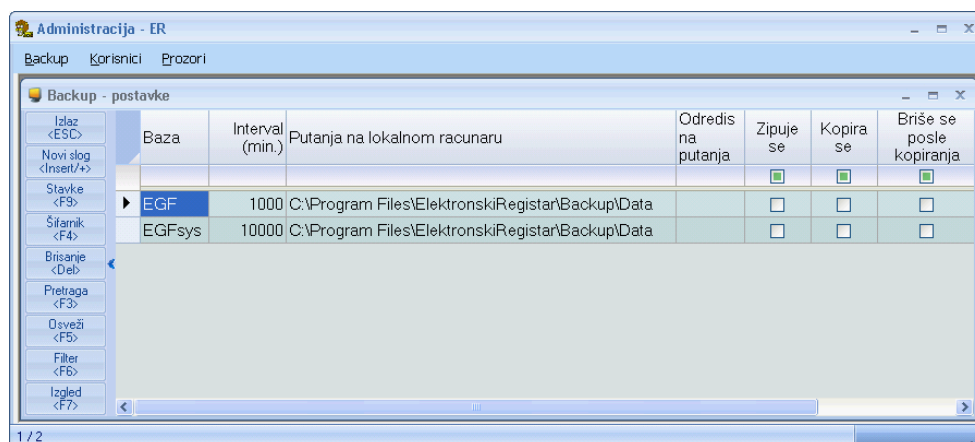 Administracija - ER
Backup Korisnici Prozori
Backup - postavke
Izlaz
<ESC>
Novi slog
<Insert/+>
Stavke
<F9>
Šifarnik
<F4>
Brisanje
<Del>
Pretraga
<F3>
Osveži
<F5>
Filter
<F6>
Izgled
<F7>
Baza
Interval
(min.)
Putanja na lokalnom racunaru
Odredis
na
putanja
Zipuje
se
Kopira
se
Briše se
posle
kopiranja
EGF 1000 C:\Program Files\ElektronskiRegistar\Backup\Data
EGFsys 10000 C:\Program Files\ElektronskiRegistar\Backup\Data
1 / 2